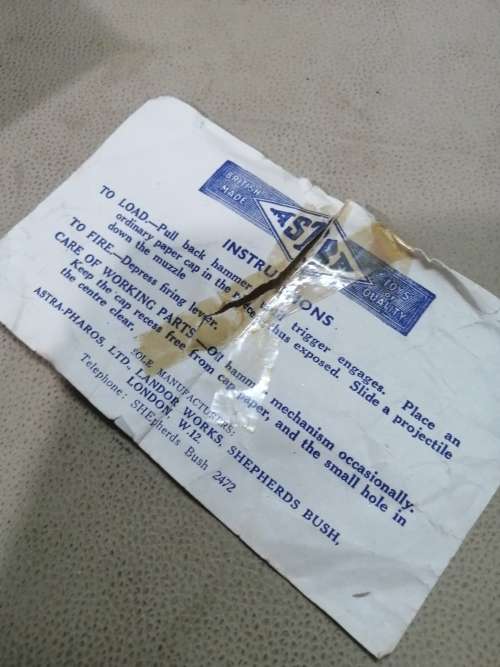 BRITISH MADE
ASTRA
TOYS OF QUALITY
INSTRUCTIONS
TO LOAD—Pull back hammer trigger engages. Place an
ordinary paper cap in the recess thus exposed. Slide a projectile
down the muzzle
TO FIRE—Depress firing lever.
CARE OF WORKING PARTS—Oil hammer mechanism occasionally.
Keep the cap recess free from cap paper, and the small hole in
the centre clear.
SOLE MANUFACTURERS;
ASTRA-PHAROS, LTD., LANDOR WORKS, SHEPHERDS BUSH,
LONDON, W.12.
Telephone: SHEpherds Bush 2472